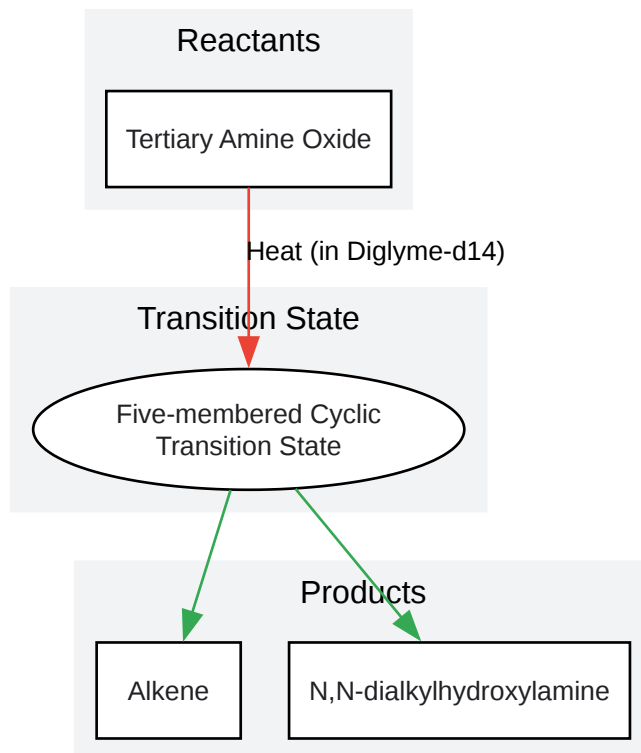 Reactants
Tertiary Amine Oxide
Heat (in Diglyme-d14)
Transition State
Five-membered Cyclic
Transition State
Products
Alkene
N,N-dialkylhydroxylamine